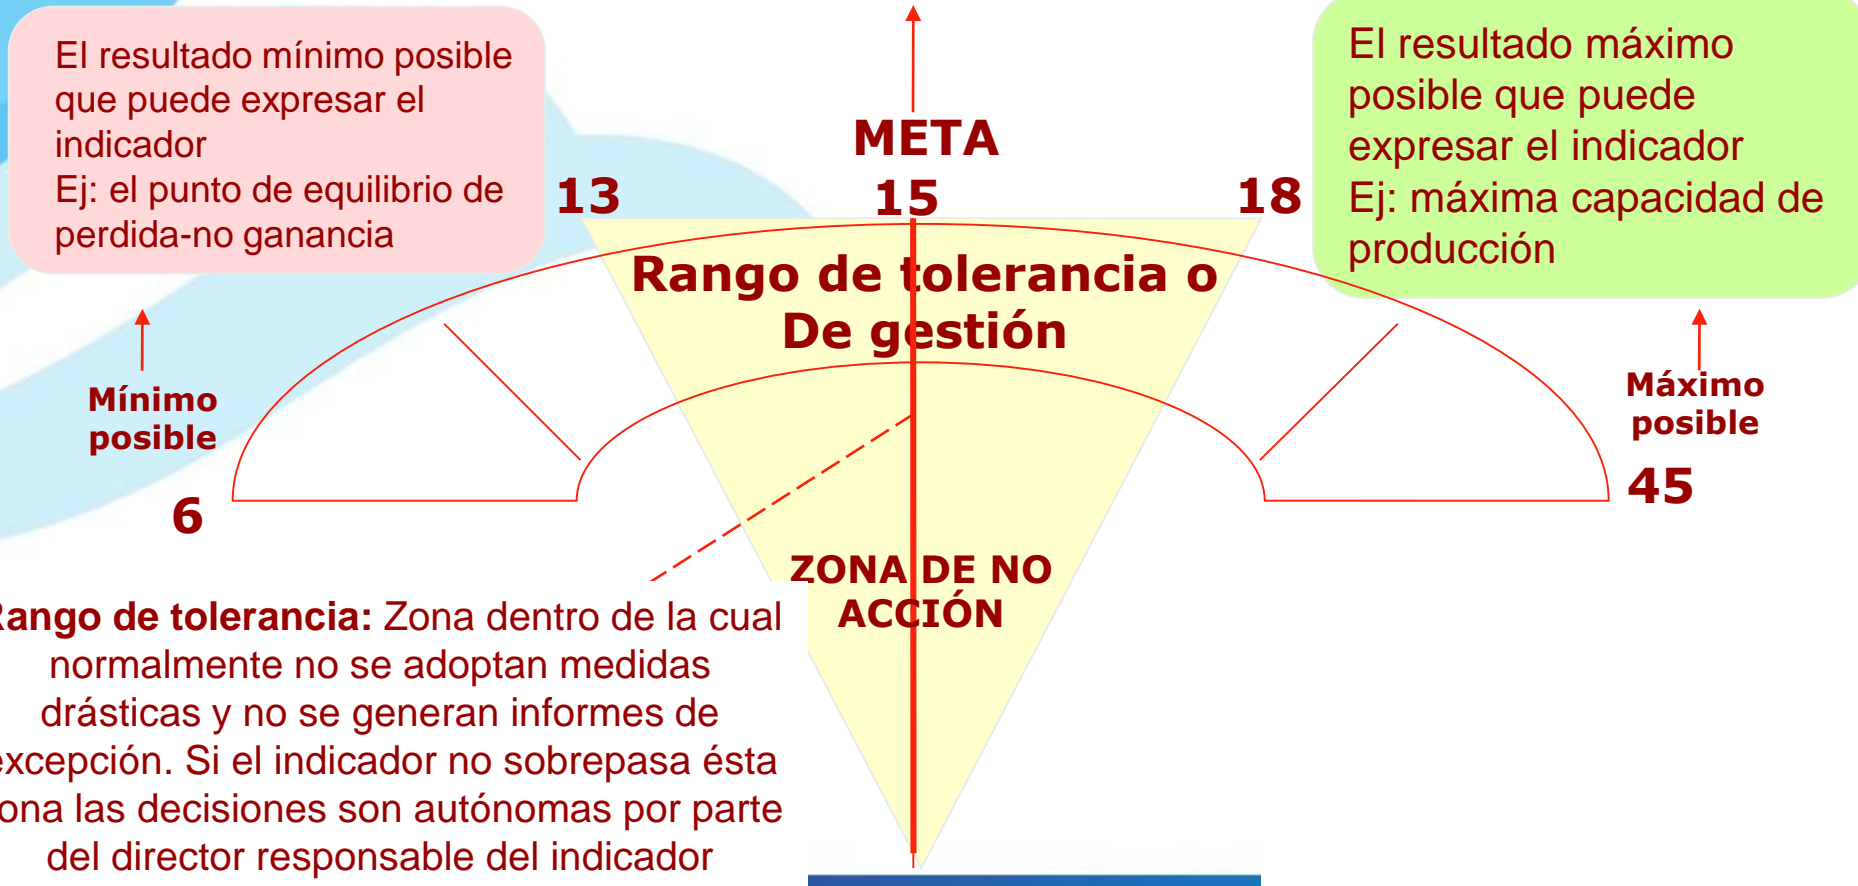 El resultado mínimo posible
que puede expresar el
indicador
Ej: el punto de equilibrio de
perdida-no ganancia
META
13
15
18
El resultado máximo
posible que puede
expresar el indicador
Ej: máxima capacidad de
producción
Rango de tolerancia o
De gestión
Mínimo
posible
6
Máximo
posible
45
ZONA DE NO
ACCIÓN
Rango de tolerancia: Zona dentro de la cual
normalmente no se adoptan medidas
drásticas y no se generan informes de
excepción. Si el indicador no sobrepasa ésta
ona las decisiones son autónomas por parte
del director responsable del indicador